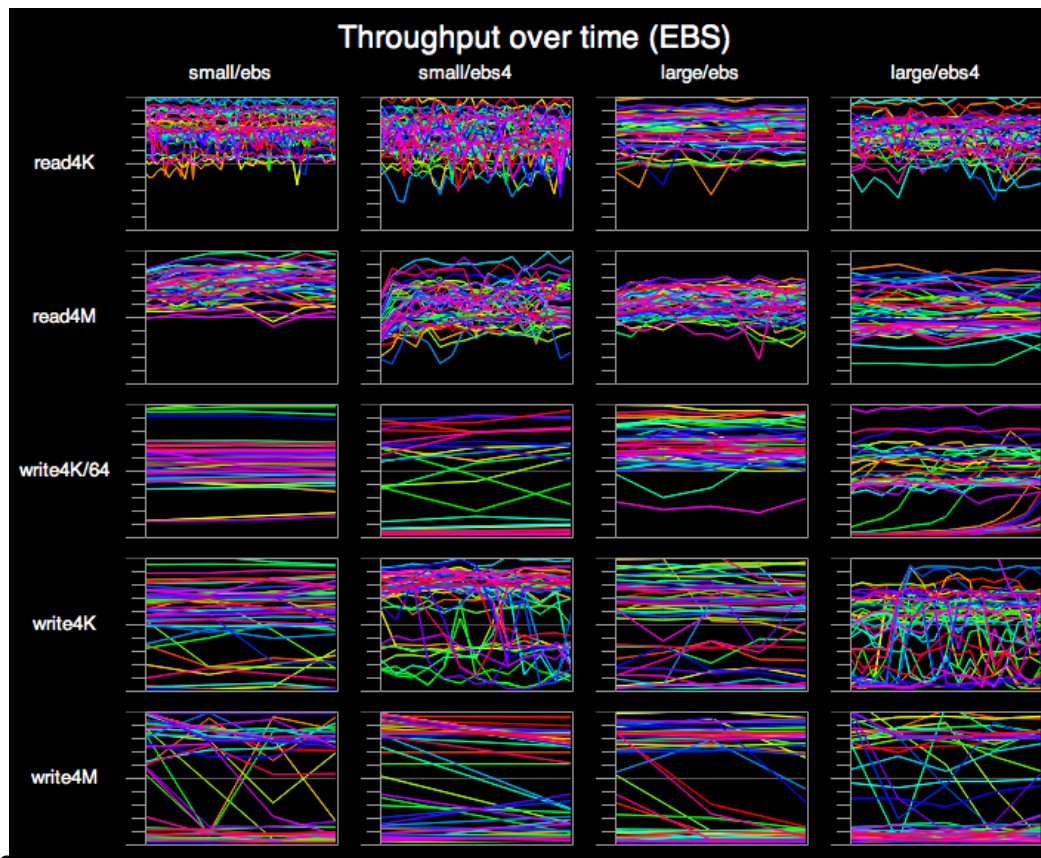 Throughput over time (EBS)
small/ebs small/ebs4 large/ebs large/ebs4
read4K
read4M
write4K/64
write4K
write4M